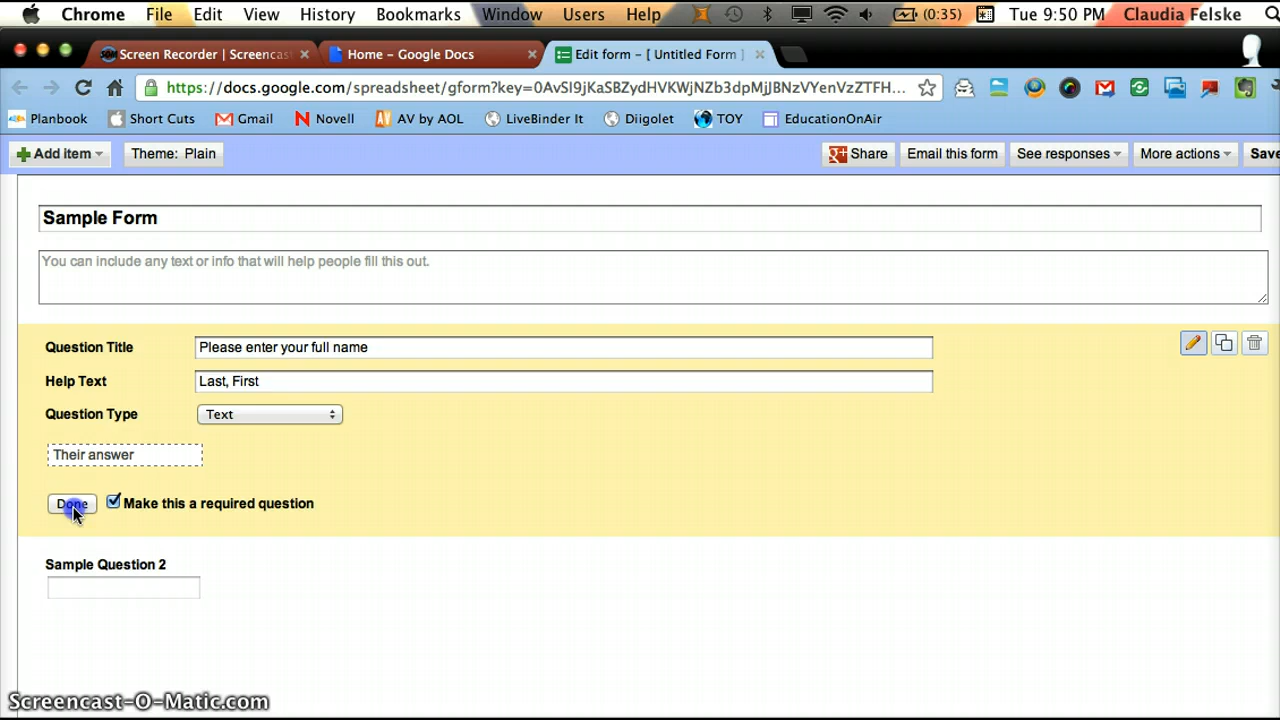 Chrome File Edit View History Bookmarks Window Users Help (0:35) Tue 9:50 PM Claudia Felske
Screen Recorder | Screencast Home – Google Docs Edit form – [ Untitled Form ]
https://docs.google.com/spreadsheet/gform?key=0AvSI9jKaSBZydHVKWjNZb3dpMjJBNzVYenVzZTFH...
Planbook Short Cuts Gmail Novell AV by AOL LiveBinder It Diigolet TOY EducationOnAir
Add item Theme: Plain Share Email this form See responses More actions Save
Sample Form
You can include any text or info that will help people fill this out.
Question Title Please enter your full name
Help Text Last, First
Question Type Text
Their answer
Done Make this a required question
Sample Question 2
Screencast-O-Matic.com